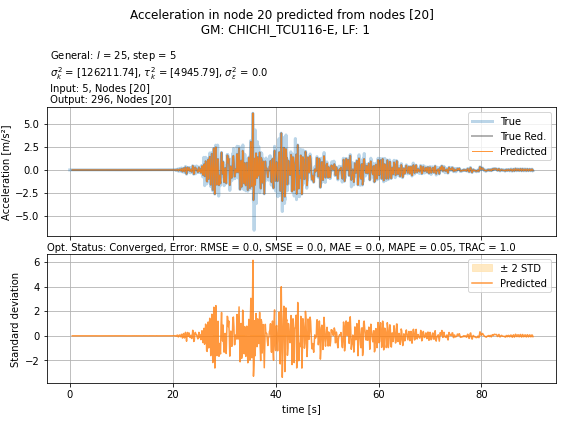 Acceleration in node 20 predicted from nodes [20]
GM: CHICHI_TCU116-E, LF: 1
General: l = 25, step = 5
σ²ₖ = [126211.74], τ²ₖ = [4945.79], σ²ₑ = 0.0
Input: 5, Nodes [20]
Output: 296, Nodes [20]
Acceleration [m/s²]
5.0
2.5
0.0
−2.5
−5.0
True
True Red.
Predicted
Opt. Status: Converged, Error: RMSE = 0.0, SMSE = 0.0, MAE = 0.0, MAPE = 0.05, TRAC = 1.0
Standard deviation
6
4
2
0
−2
± 2 STD
Predicted
0
20
40
60
80
time [s]